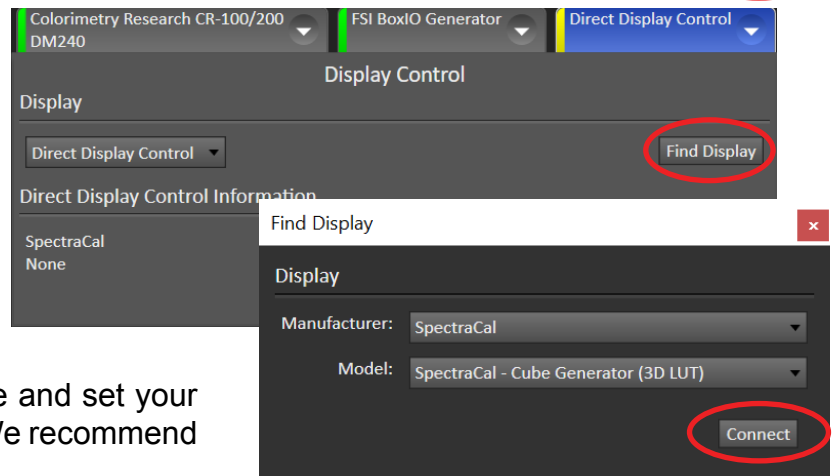 Colorimetry Research CR-100/200
DM240
FSI BoxIO Generator
Direct Display Control
Display Control
Display
Direct Display Control
Find Display
Direct Display Control Information
SpectraCal
None
Find Display
x
Display
Manufacturer:
SpectraCal
Model:
SpectraCal - Cube Generator (3D LUT)
Connect
and set your
We recommend